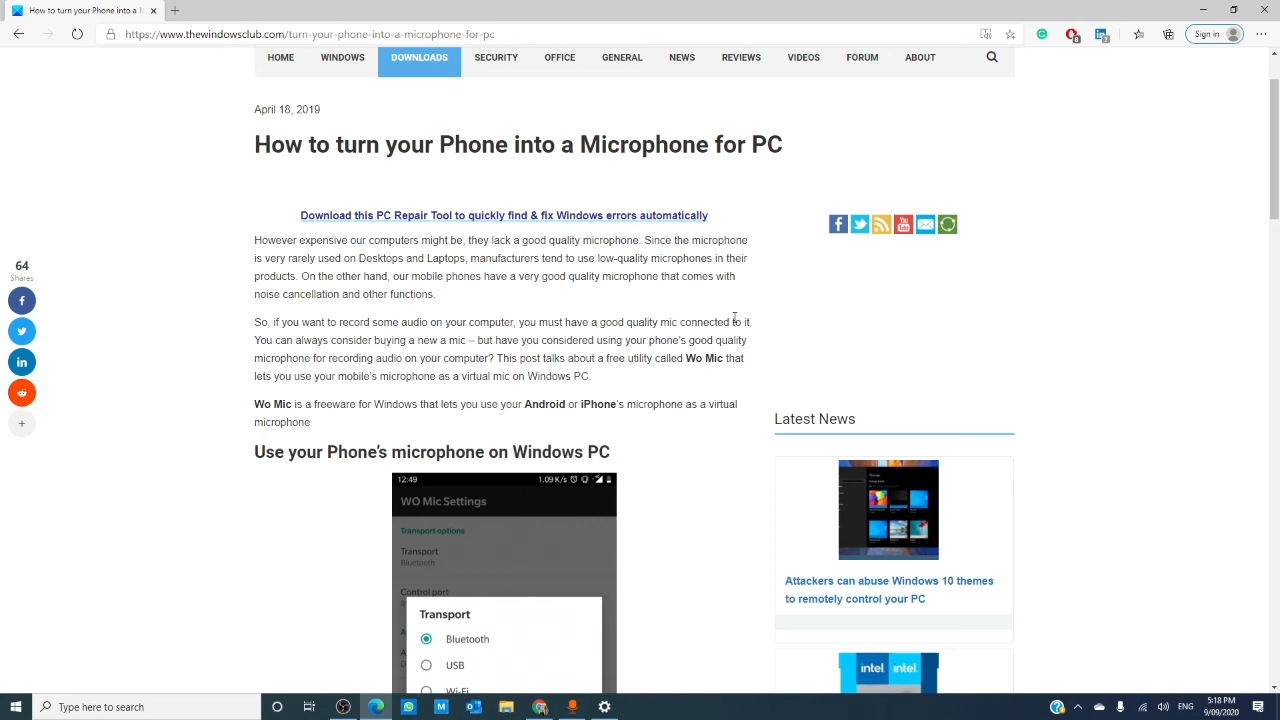 How to turn your Phone into a M
https://www.thewindowsclub.com/turn-your-phone-into-a-microphone-for-pc
Sign in
HOME WINDOWS DOWNLOADS SECURITY OFFICE GENERAL NEWS REVIEWS VIDEOS FORUM ABOUT
April 18, 2019
How to turn your Phone into a Microphone for PC
Download this PC Repair Tool to quickly find & fix Windows errors automatically
However expensive our computers might be, they lack a good quality microphone. Since the microphone
is very rarely used on Desktops and Laptops, manufacturers tend to use low-quality microphones in their
products. On the other hand, our mobile phones have a very good quality microphone that comes with
noise cancellation and other functions.
64
Shares
So, if you want to record some audio on your computer, you must have a good quality mic connected to it.
You can always consider buying a new a mic – but have you considered using your phone's good quality
microphone for recording audio on your computer? This post talks about a free utility called Wo Mic that
lets you use your mobile's microphone as a virtual mic on Windows PC.
Wo Mic is a freeware for Windows that lets you use your Android or iPhone's microphone as a virtual
microphone
Use your Phone's microphone on Windows PC
12:49 1.09 K/s
WO Mic Settings
Transport options
Transport
Bluetooth
Control port
Transport
Bluetooth
USB
Wi-Fi
You Tube
Latest News
Attackers can abuse Windows 10 themes
to remotely control your PC
intel. intel.
Type here to search
ENG
5:18 PM
9/09/2020